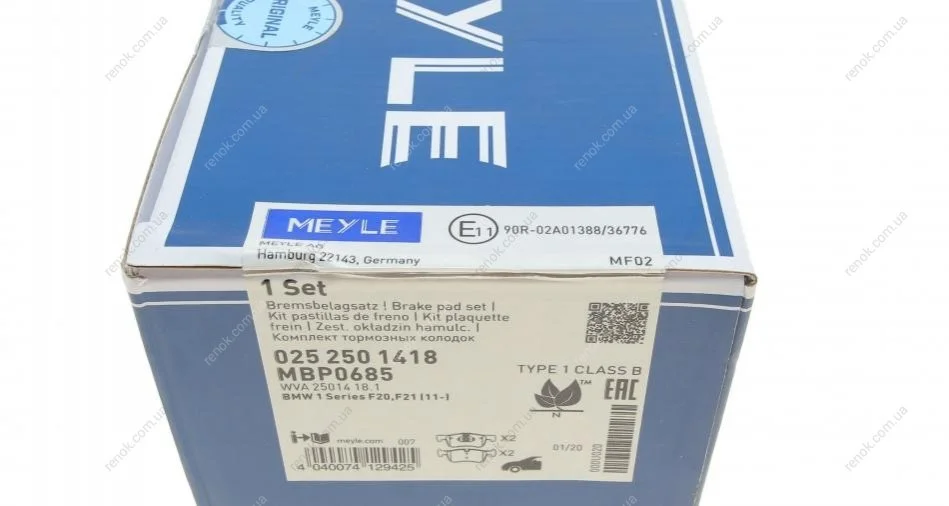 ORIGINAL
QUALITY
MEYLE
MEYLE
MEYLE
E11 90R-02A01388/36776
MEYLE AG
Hamburg 22143, Germany
MF02
1 Set
Bremsbelagsatz | Brake pad set |
Kit pastillas de freno | Kit plaquette
frein | Zest. okładzin hamulc. |
Комплект тормозных колодок
025 250 1418
MBP0685
WVA 25014 18.1
BMW 1 Series F20,F21 (11-)
TYPE 1 CLASS B
TM
N
EAC
meyle.com 007
X2
X2
01/20
4 040074 129425
renok.com.ua